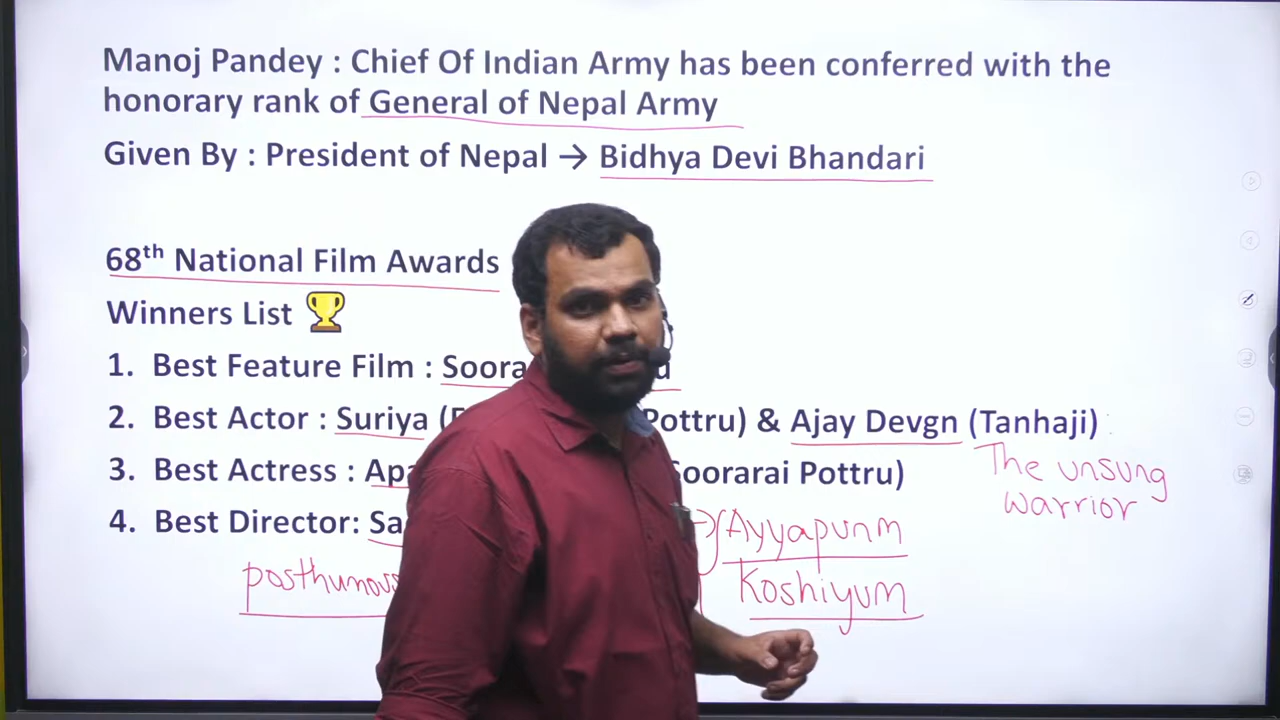 Manoj Pandey : Chief Of Indian Army has been conferred with the
honorary rank of General of Nepal Army
Given By : President of Nepal → Bidhya Devi Bhandari
68th National Film Awards
Winners List 🏆
1. Best Feature Film : Soora
2. Best Actor : Suriya ( Pottru) & Ajay Devgn (Tanhaji)
The unsung
warrior
3. Best Actress : Apa oorarai Pottru)
4. Best Director: Sa
Ayyapunm
Koshiyum
posthumous